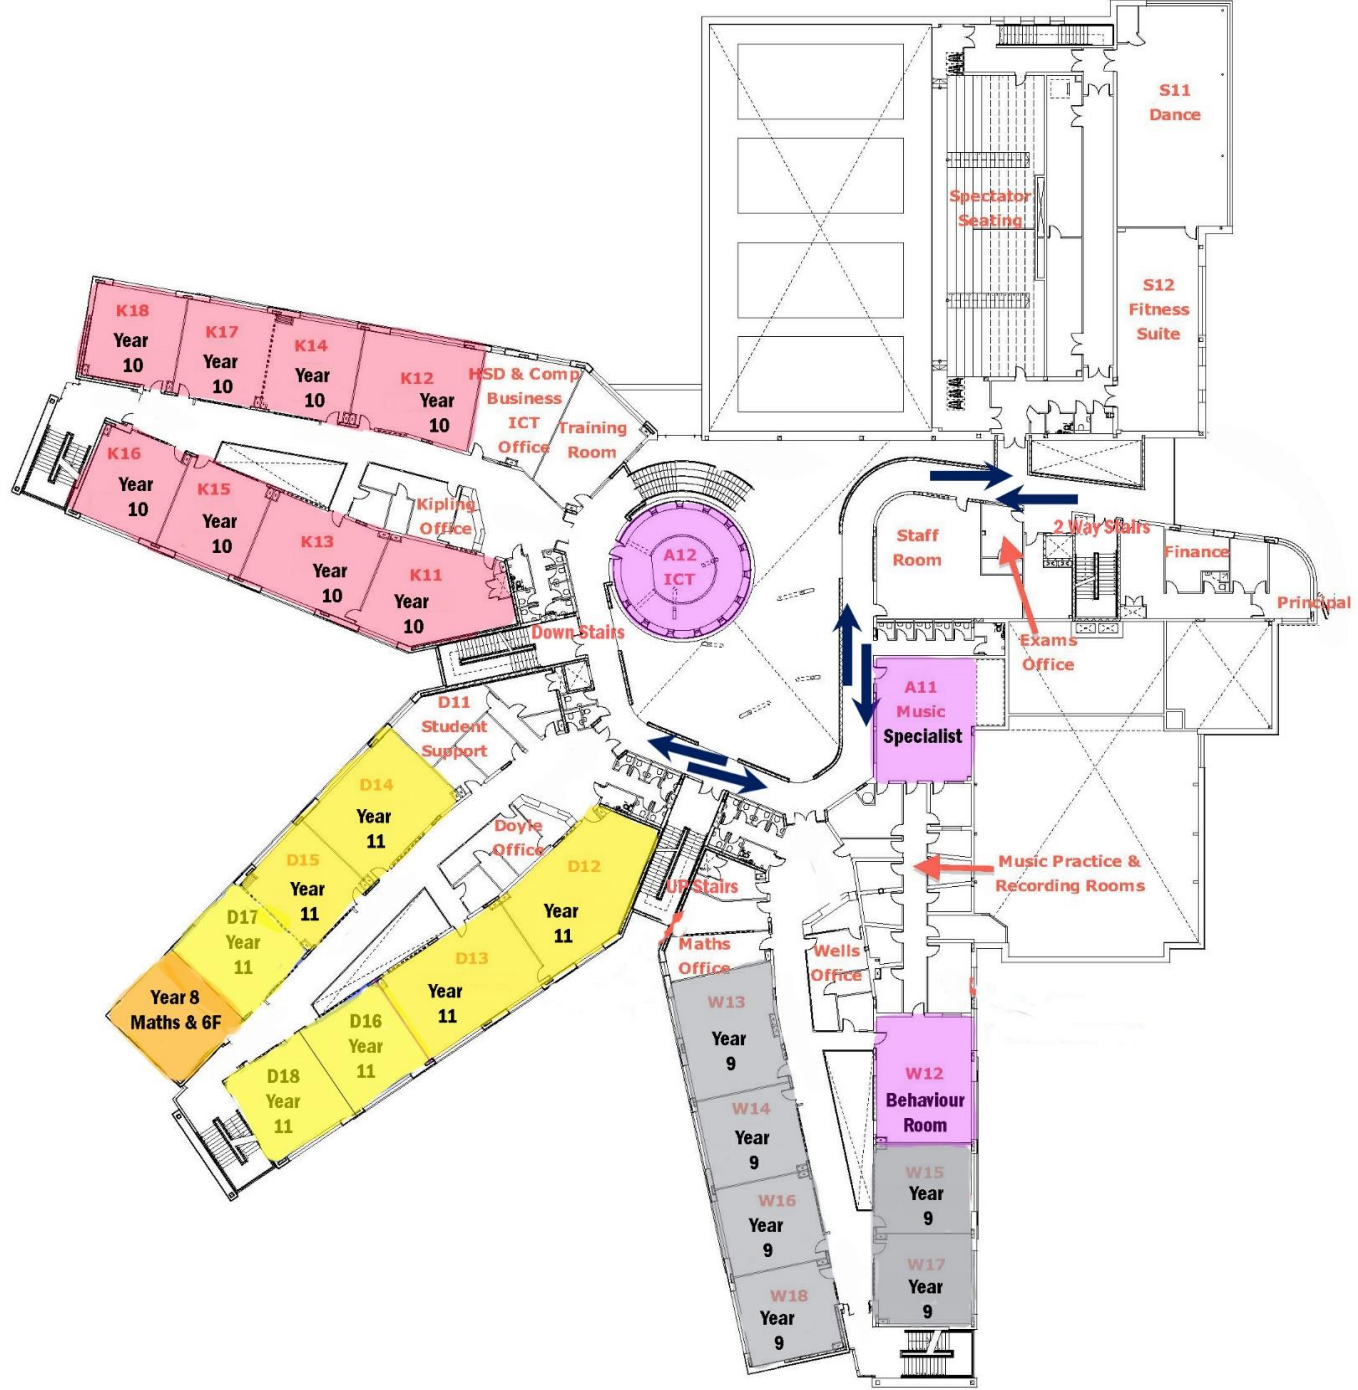 S11
Dance
Spectator
Seating
S12
Fitness
Suite
K18
Year
10
K17
Year
10
K14
Year
10
K12
Year
10
HSD & Comp
Business
ICT
Office
Training
Room
K16
Year
10
K15
Year
10
K13
Year
10
K11
Year
10
Kipling
Office
A12
ICT
Staff
Room
2 Way Stairs
Finance
Principal
Exams
Office
Down Stairs
A11
Music
Specialist
D11
Student
Support
D14
Year
11
D15
Year
11
D17
Year
11
Year 8
Maths & 6F
Doyle
Office
D12
Year
11
D13
Year
11
D16
Year
11
D18
Year
11
UP Stairs
Maths
Office
Wells
Office
Music Practice &
Recording Rooms
W13
Year
9
W14
Year
9
W16
Year
9
W18
Year
9
W12
Behaviour
Room
W15
Year
9
W17
Year
9